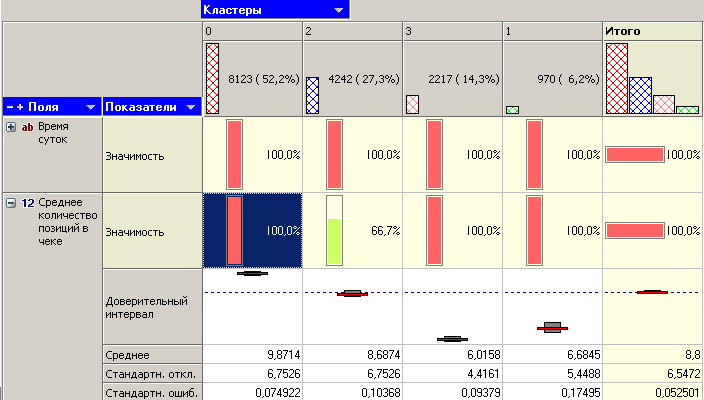 Кластеры
0 2 3 1 Итого
8123 ( 52,2%) 4242 ( 27,3%) 2217 ( 14,3%) 970 ( 6,2%)
− + Поля Показатели
ab Время суток
Значимость 100,0% 100,0% 100,0% 100,0% 100,0%
12 Среднее количество позиций в чеке
Значимость 100,0% 66,7% 100,0% 100,0% 100,0%
Доверительный интервал
Среднее 9,8714 8,6874 6,0158 6,6845 8,8
Стандартн. откл. 6,7526 6,7526 4,4161 5,4488 6,5472
Стандартн. ошиб. 0,074922 0,10368 0,09379 0,17495 0,052501